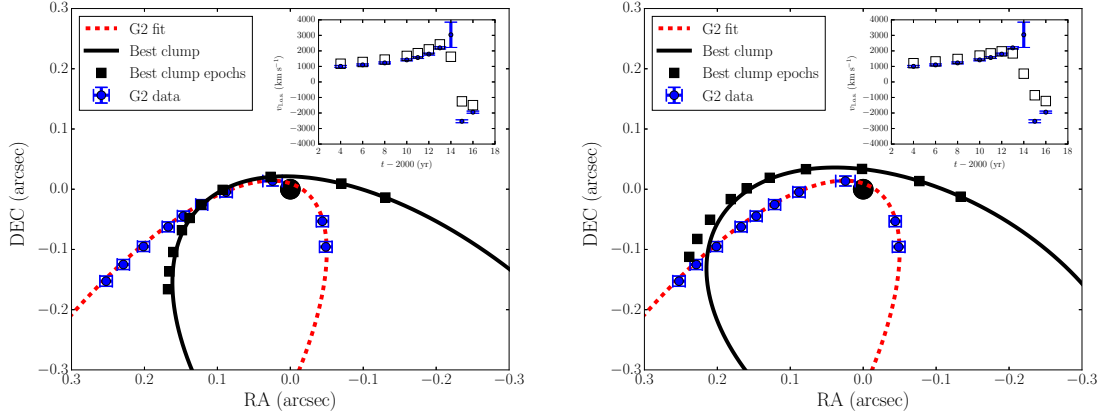 G2 fit
Best clump
Best clump epochs
G2 data
4000
3000
2000
1000
0
−1000
−2000
−3000
−4000
v_l.o.s. (km s⁻¹)
2 4 6 8 10 12 14 16 18
t − 2000 (yr)
0.3
0.2
0.1
0.0
−0.1
−0.2
−0.3
DEC (arcsec)
0.3 0.2 0.1 0.0 −0.1 −0.2 −0.3
RA (arcsec)
G2 fit
Best clump
Best clump epochs
G2 data
4000
3000
2000
1000
0
−1000
−2000
−3000
−4000
v_l.o.s. (km s⁻¹)
2 4 6 8 10 12 14 16 18
t − 2000 (yr)
0.3
0.2
0.1
0.0
−0.1
−0.2
−0.3
DEC (arcsec)
0.3 0.2 0.1 0.0 −0.1 −0.2 −0.3
RA (arcsec)